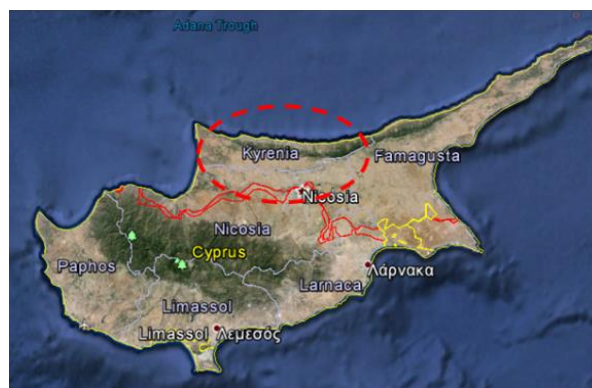 Adana Trough
Kyrenia
Famagusta
Nicosia
Nicosia
Cyprus
Paphos
Λάρνακα
Larnaca
Limassol
Limassol Λεμεσός